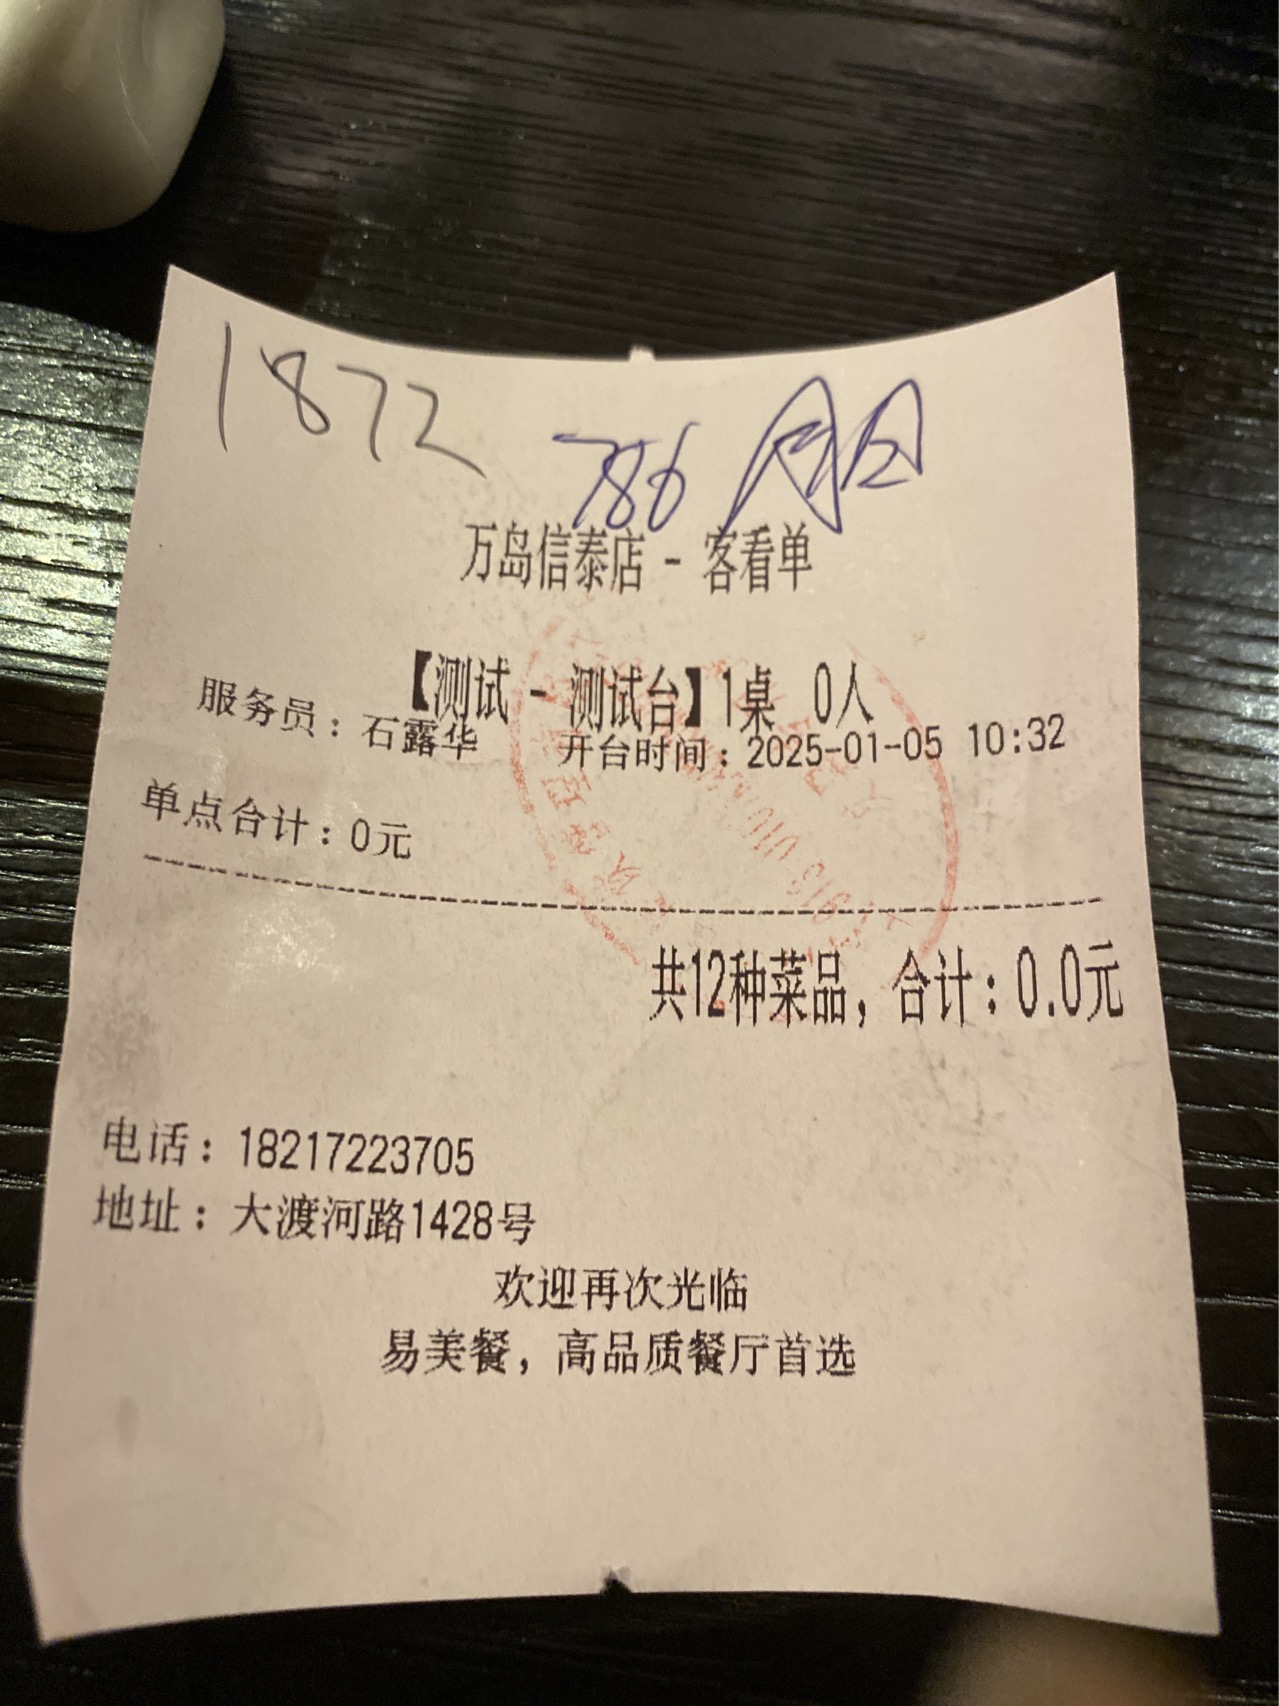 1872
786
万岛信泰店 - 客看单
【测试 - 测试台】1桌 0人
服务员：石露华 开台时间：2025-01-05 10:32
单点合计：0元
共12种菜品，合计：0.0元
电话：18217223705
地址：大渡河路1428号
欢迎再次光临
易美餐，高品质餐厅首选